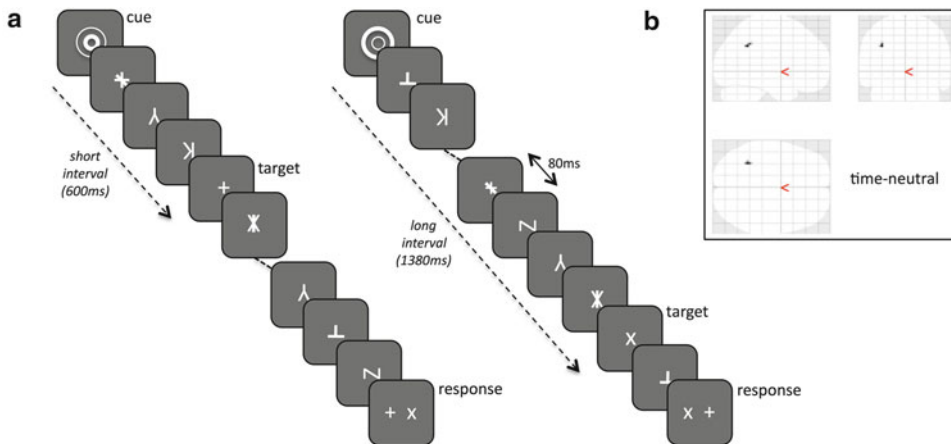 a
cue
Y
K
+
target
short
interval
(600ms)
Y
T
Z
+ x
response
cue
T
K
80ms
Z
Y
long
interval
(1380ms)
x
target
T
x +
response
b
<
<
<
time-neutral